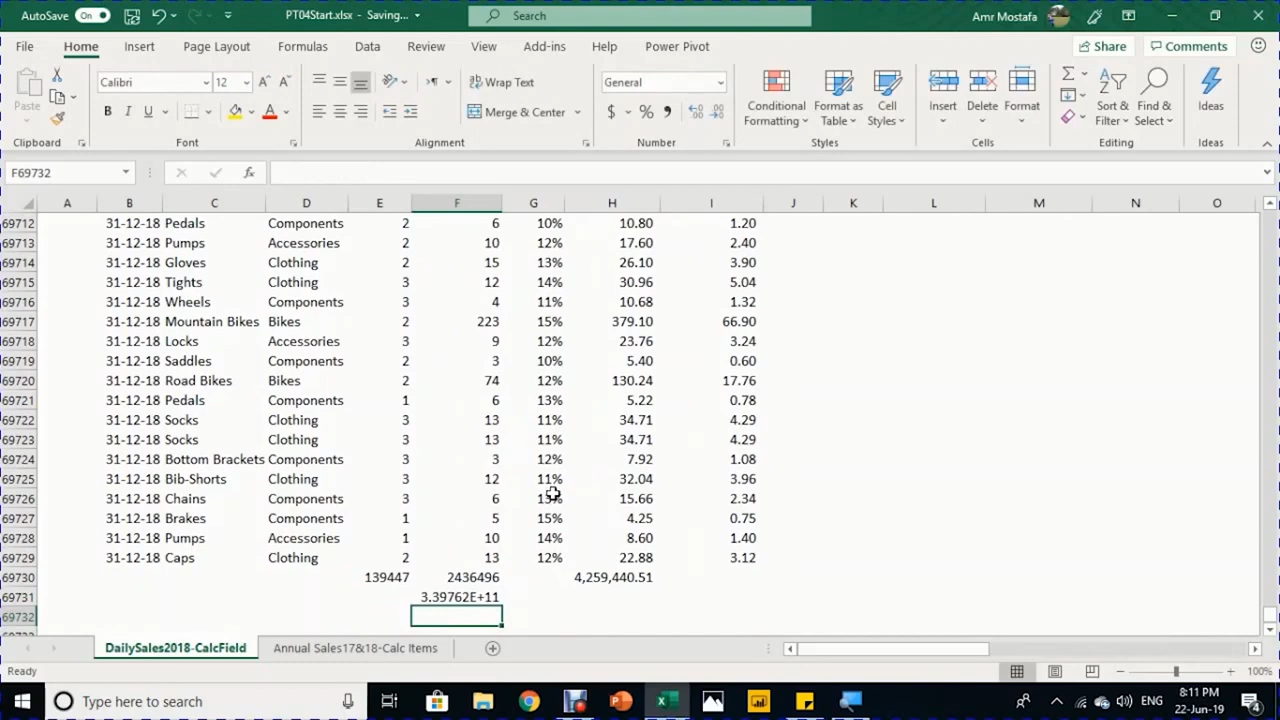 AutoSave On PT04Start.xlsx - Saving... Search Amr Mostafa
File Home Insert Page Layout Formulas Data Review View Add-ins Help Power Pivot Share Comments
Paste Calibri 12 Wrap Text General Conditional Formatting Format as Table Cell Styles Insert Delete Format Sort & Filter Find & Select Ideas
B I U A Merge & Center $ % ,
Clipboard Font Alignment Number Styles Cells Editing Ideas
F69732 fx
A B C D E F G H I J K L M N O
69712 31-12-18 Pedals Components 2 6 10% 10.80 1.20
69713 31-12-18 Pumps Accessories 2 10 12% 17.60 2.40
69714 31-12-18 Gloves Clothing 2 15 13% 26.10 3.90
69715 31-12-18 Tights Clothing 3 12 14% 30.96 5.04
69716 31-12-18 Wheels Components 3 4 11% 10.68 1.32
69717 31-12-18 Mountain Bikes Bikes 2 223 15% 379.10 66.90
69718 31-12-18 Locks Accessories 3 9 12% 23.76 3.24
69719 31-12-18 Saddles Components 2 3 10% 5.40 0.60
69720 31-12-18 Road Bikes Bikes 2 74 12% 130.24 17.76
69721 31-12-18 Pedals Components 1 6 13% 5.22 0.78
69722 31-12-18 Socks Clothing 3 13 11% 34.71 4.29
69723 31-12-18 Socks Clothing 3 13 11% 34.71 4.29
69724 31-12-18 Bottom Brackets Components 3 3 12% 7.92 1.08
69725 31-12-18 Bib-Shorts Clothing 3 12 11% 32.04 3.96
69726 31-12-18 Chains Components 3 6 13% 15.66 2.34
69727 31-12-18 Brakes Components 1 5 15% 4.25 0.75
69728 31-12-18 Pumps Accessories 1 10 14% 8.60 1.40
69729 31-12-18 Caps Clothing 2 13 12% 22.88 3.12
69730 139447 2436496 4,259,440.51
69731 3.39762E+11
69732
DailySales2018-CalcField Annual Sales17&18-Calc Items
Ready 100%
Type here to search ENG 8:11 PM
22-Jun-19 4